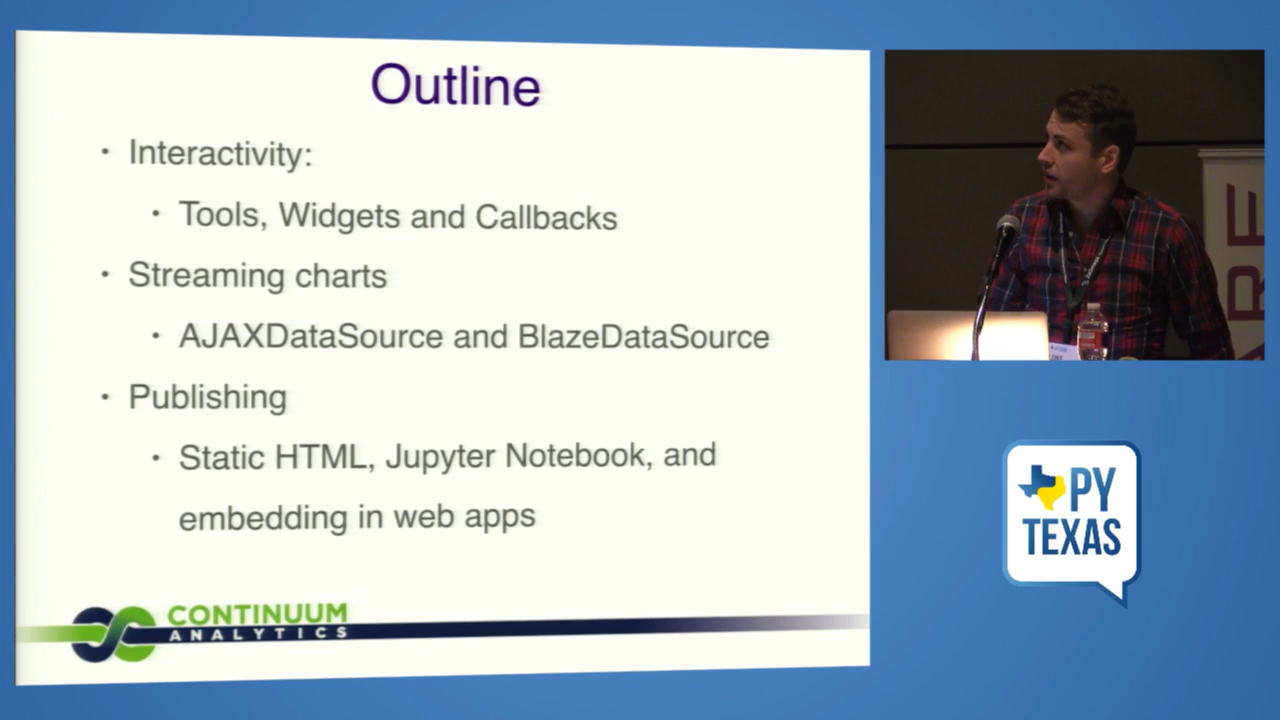 Outline
• Interactivity:
• Tools, Widgets and Callbacks
• Streaming charts
• AJAXDataSource and BlazeDataSource
• Publishing
• Static HTML, Jupyter Notebook, and
embedding in web apps
CONTINUUM
ANALYTICS
PY
TEXAS